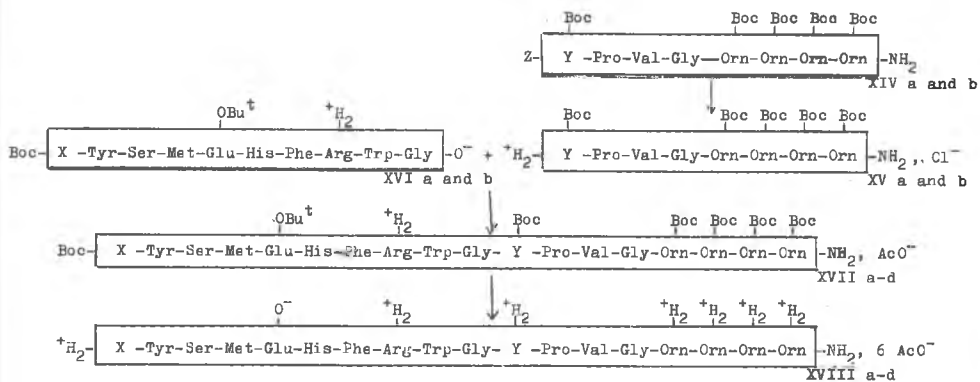 Boc Boc Boc Boc Boc
Z- Y -Pro-Val-Gly—Orn-Orn-Orn-Orn -NH2
XIV a and b
OBu^t +H2 Boc Boc Boc Boc Boc
Boc- X -Tyr-Ser-Met-Glu-His-Phe-Arg-Trp-Gly -O⁻ + +H2- Y -Pro-Val-Gly-Orn-Orn-Orn-Orn -NH2, Cl⁻
XVI a and b XV a and b
OBu^t +H2 Boc Boc Boc Boc Boc
Boc- X -Tyr-Ser-Met-Glu-His-Phe-Arg-Trp-Gly- Y -Pro-Val-Gly-Orn-Orn-Orn-Orn -NH2, AcO⁻
XVII a-d
O⁻ +H2 +H2 +H2 +H2 +H2 +H2
+H2- X -Tyr-Ser-Met-Glu-His-Phe-Arg-Trp-Gly- Y -Pro-Val-Gly-Orn-Orn-Orn-Orn -NH2, 6 AcO⁻
XVIII a-d